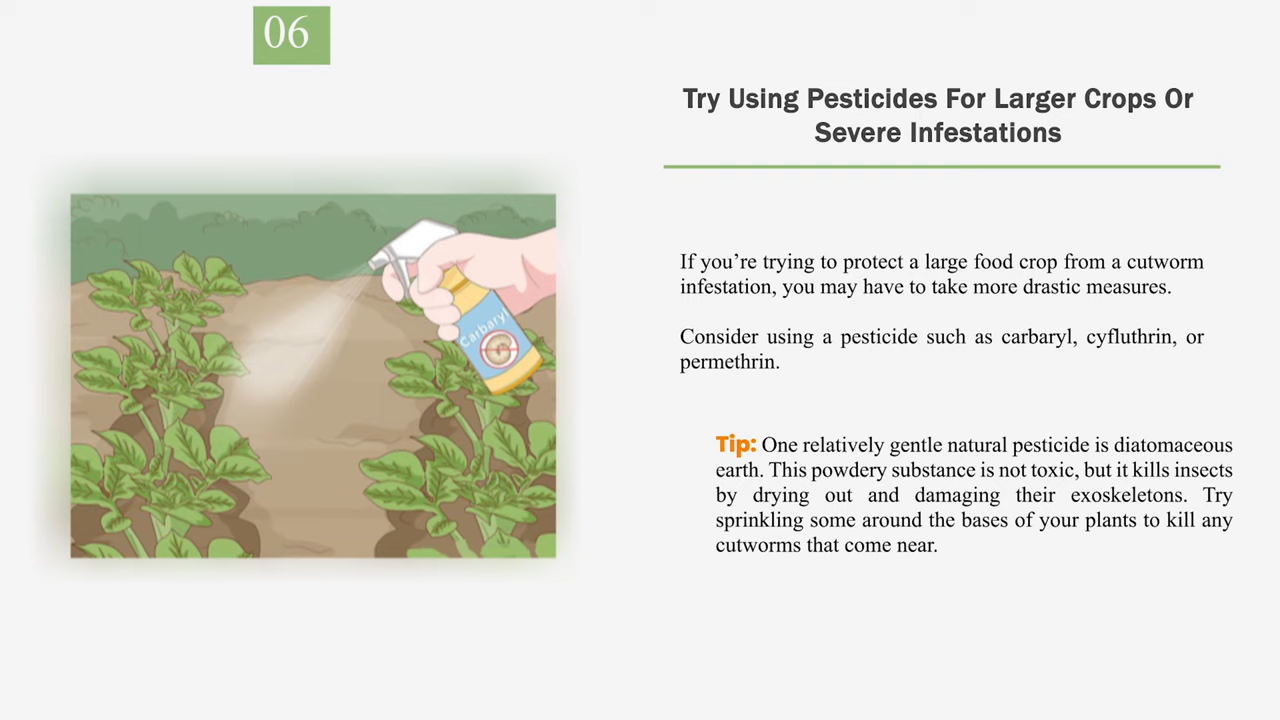 06
Try Using Pesticides For Larger Crops Or
Severe Infestations
If you’re trying to protect a large food crop from a cutworm
infestation, you may have to take more drastic measures.
Consider using a pesticide such as carbaryl, cyfluthrin, or
permethrin.
Tip: One relatively gentle natural pesticide is diatomaceous
earth. This powdery substance is not toxic, but it kills insects
by drying out and damaging their exoskeletons. Try
sprinkling some around the bases of your plants to kill any
cutworms that come near.
Carbaryl